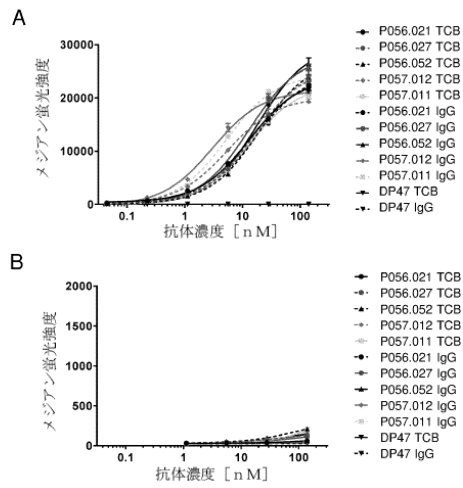 A
メジアン蛍光強度
30000
20000
10000
0
0.1
1
10
100
抗体濃度［nM］
P056.021 TCB
P056.027 TCB
P056.052 TCB
P057.012 TCB
P057.011 TCB
P056.021 IgG
P056.027 IgG
P056.052 IgG
P057.012 IgG
P057.011 IgG
DP47 TCB
DP47 IgG
B
メジアン蛍光強度
2000
1500
1000
500
0
0.1
1
10
100
抗体濃度［nM］
P056.021 TCB
P056.027 TCB
P056.052 TCB
P057.012 TCB
P057.011 TCB
P056.021 IgG
P056.027 IgG
P056.052 IgG
P057.012 IgG
P057.011 IgG
DP47 TCB
DP47 IgG